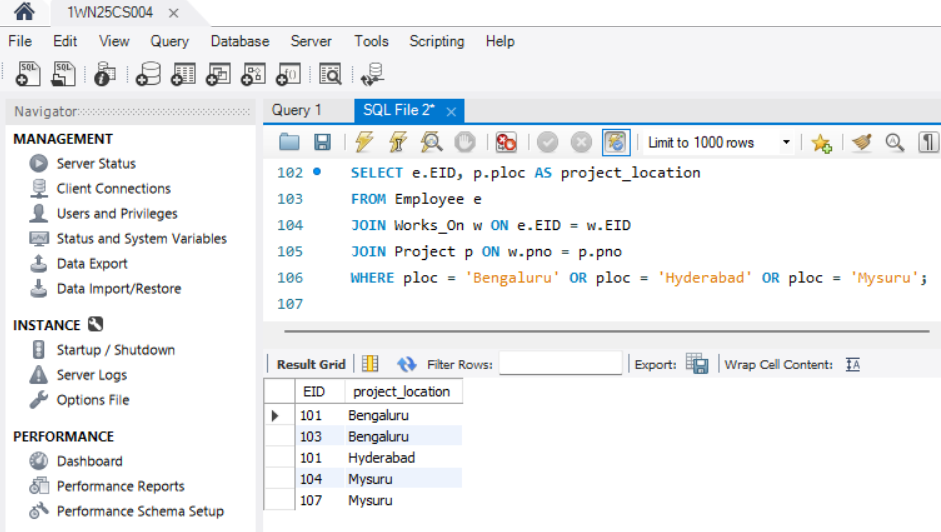 1WN25CS004 ×
File Edit View Query Database Server Tools Scripting Help
SQL SQL
Navigator
MANAGEMENT
Server Status
Client Connections
Users and Privileges
Status and System Variables
Data Export
Data Import/Restore
INSTANCE
Startup / Shutdown
Server Logs
Options File
PERFORMANCE
Dashboard
Performance Reports
Performance Schema Setup
Query 1 SQL File 2* ×
Limit to 1000 rows
102 SELECT e.EID, p.ploc AS project_location
103 FROM Employee e
104 JOIN Works_On w ON e.EID = w.EID
105 JOIN Project p ON w.pno = p.pno
106 WHERE ploc = 'Bengaluru' OR ploc = 'Hyderabad' OR ploc = 'Mysuru';
107
Result Grid Filter Rows: Export: Wrap Cell Content:
EID project_location
101 Bengaluru
103 Bengaluru
101 Hyderabad
104 Mysuru
107 Mysuru